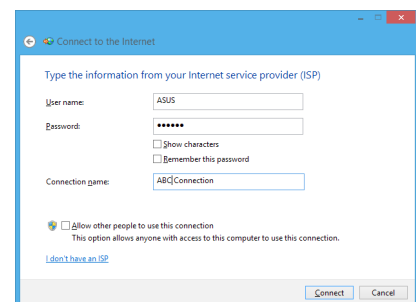 Connect to the Internet
Type the information from your Internet service provider (ISP)
User name: ASUS
Password: ●●●●●●
Show characters
Remember this password
Connection name: ABC Connection
Allow other people to use this connection
This option allows anyone with access to this computer to use this connection.
I don't have an ISP
Connect Cancel